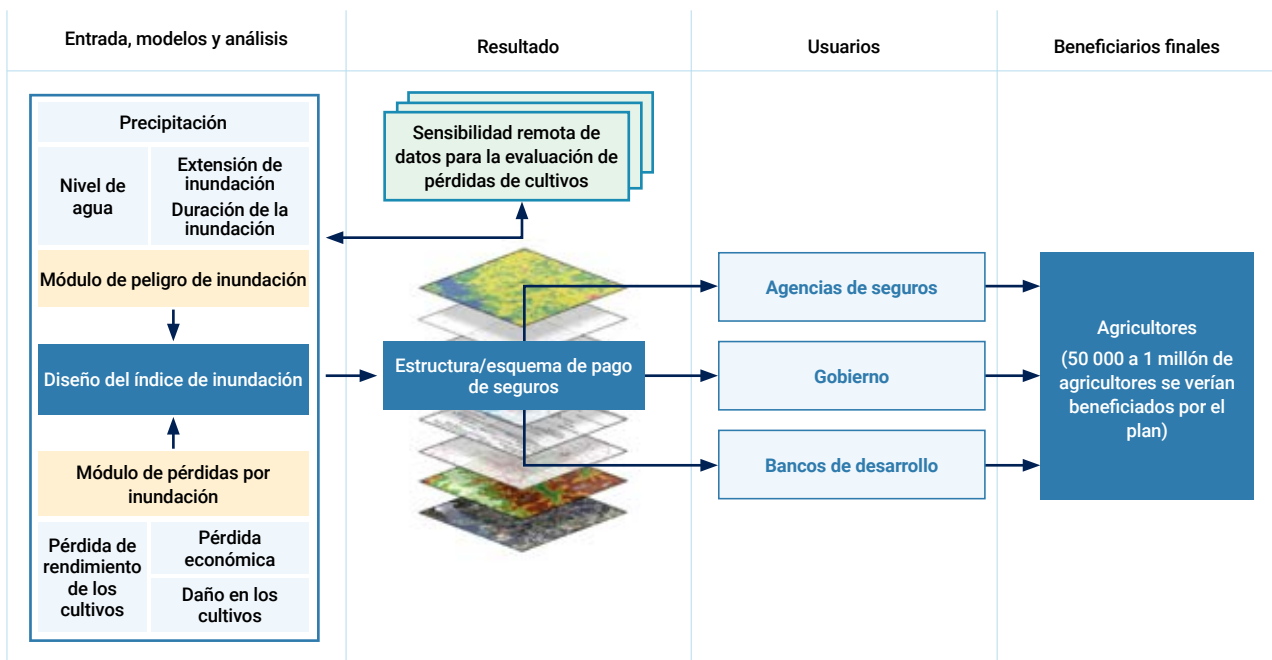 Entrada, modelos y análisis
Resultado
Usuarios
Beneficiarios finales
Precipitación
Nivel de
agua
Extensión de
inundación
Duración de la
inundación
Módulo de peligro de inundación
Diseño del índice de inundación
Módulo de pérdidas por
inundación
Pérdida de
rendimiento
de los
cultivos
Pérdida
económica
Daño en los
cultivos
Sensibilidad remota de
datos para la evaluación de
pérdidas de cultivos
Estructura/esquema de pago
de seguros
Agencias de seguros
Gobierno
Bancos de desarrollo
Agricultores
(50 000 a 1 millón de
agricultores se verían
beneficiados por el
plan)